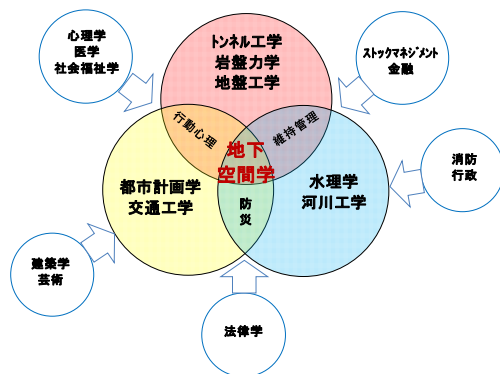 心理学
医学
社会福祉学
トンネル工学
岩盤力学
地盤工学
ストックマネジメント
金融
行動心理
維持管理
地下
空間学
都市計画学
交通工学
水理学
河川工学
防
災
消防
行政
建築学
芸術
法律学